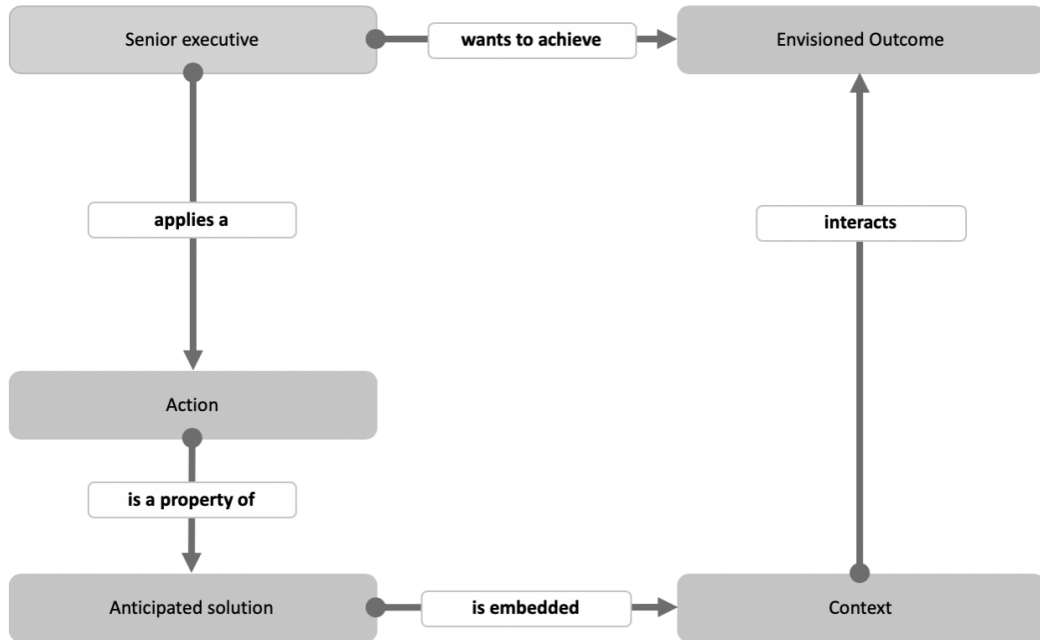 Senior executive
wants to achieve
Envisioned Outcome
applies a
interacts
Action
is a property of
Anticipated solution
is embedded
Context